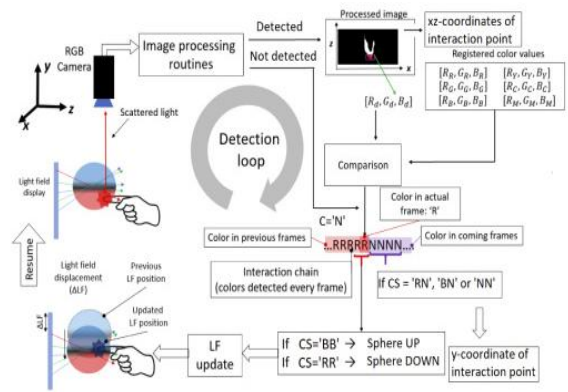 Processed image
Detected
RGB
Camera
Image processing
routines
Not detected
z
x
xz-coordinates of
interaction point
Registered color values
[R_R, G_R, B_R] [R_Y, G_Y, B_Y]
[R_G, G_G, B_G] [R_C, G_C, B_C]
[R_B, G_B, B_B] [R_M, G_M, B_M]
y
z
x
Scattered light
[R_d, G_d, B_d]
Detection
loop
Comparison
Light field
display
C='N'
Color in actual
frame: 'R'
Color in previous frames
...RRRRRNNNN...
Color in coming frames
Resume
Light field
displacement
(ΔLF)
Previous
LF position
Updated
LF position
ΔLF
Interaction chain
(colors detected every frame)
If CS = 'RN', 'BN' or 'NN'
LF
update
If CS='BB' → Sphere UP
If CS='RR' → Sphere DOWN
y-coordinate of
interaction point